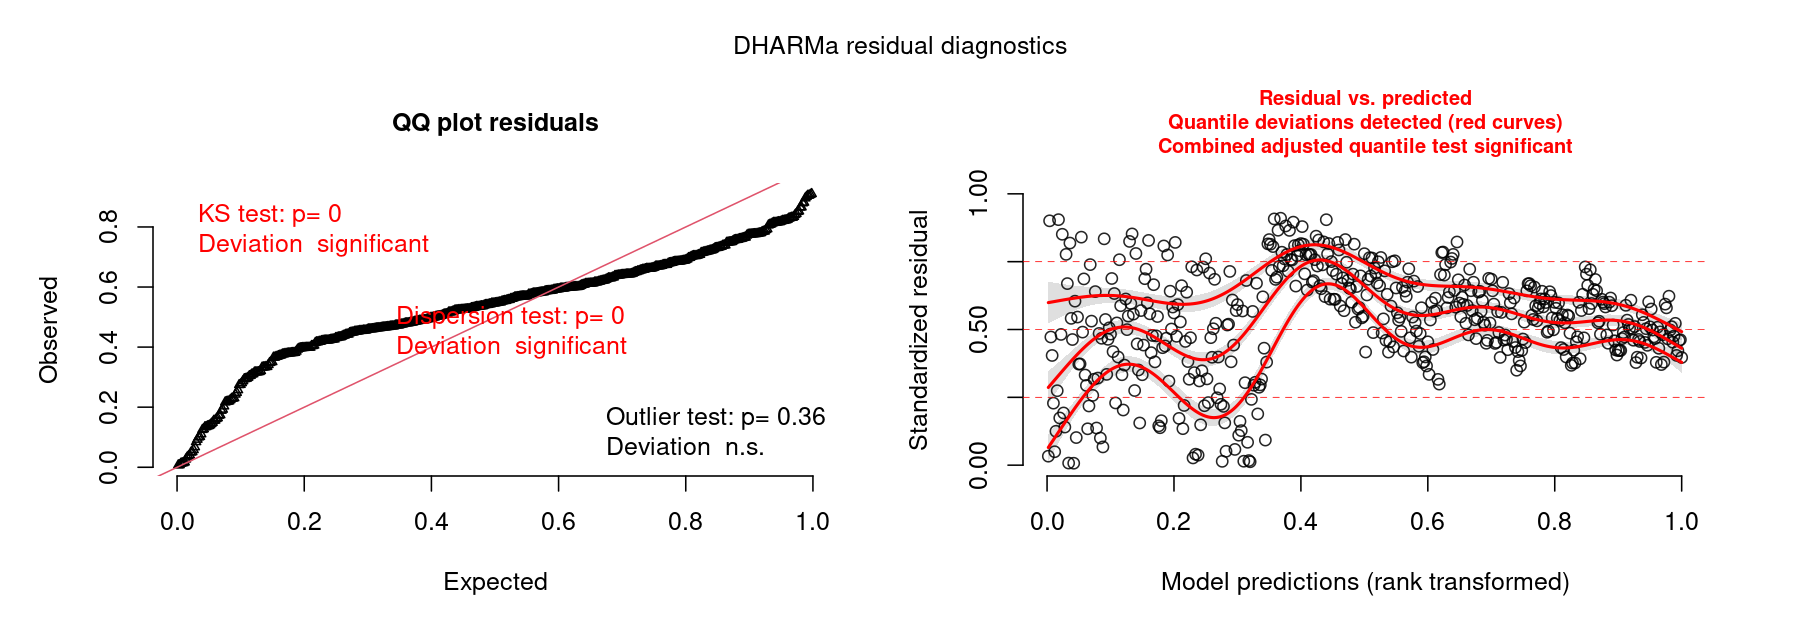 DHARMa residual diagnostics
QQ plot residuals
KS test: p= 0
Deviation  significant
Dispersion test: p= 0
Deviation  significant
Outlier test: p= 0.36
Deviation  n.s.
Observed
0.0 0.2 0.4 0.6 0.8
0.0 0.2 0.4 0.6 0.8 1.0
Expected
Residual vs. predicted
Quantile deviations detected (red curves)
Combined adjusted quantile test significant
Standardized residual
0.00 0.50 1.00
0.0 0.2 0.4 0.6 0.8 1.0
Model predictions (rank transformed)